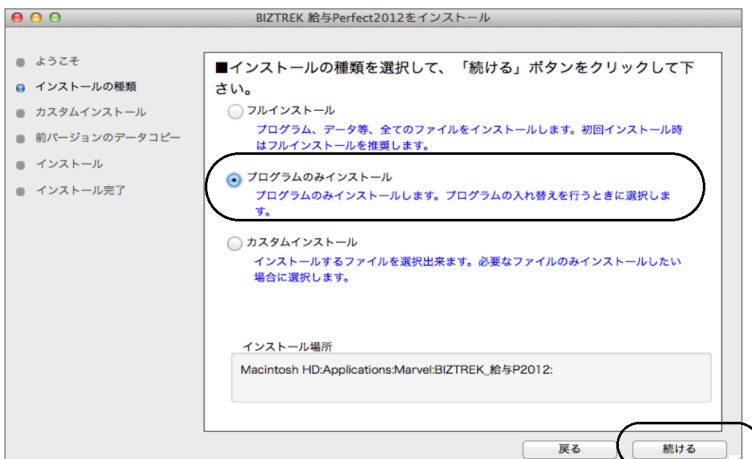 BIZTREK 給与Perfect2012をインストール
ようこそ
インストールの種類
カスタムインストール
前バージョンのデータコピー
インストール
インストール完了
■インストールの種類を選択して、「続ける」ボタンをクリックして下
さい。
フルインストール
プログラム、データ等、全てのファイルをインストールします。初回インストール時
はフルインストールを推奨します。
プログラムのみインストール
プログラムのみインストールします。プログラムの入れ替えを行うときに選択しま
す。
カスタムインストール
インストールするファイルを選択出来ます。必要なファイルのみインストールしたい
場合に選択します。
インストール場所
Macintosh HD:Applications:Marvel:BIZTREK_給与P2012:
戻る
続ける